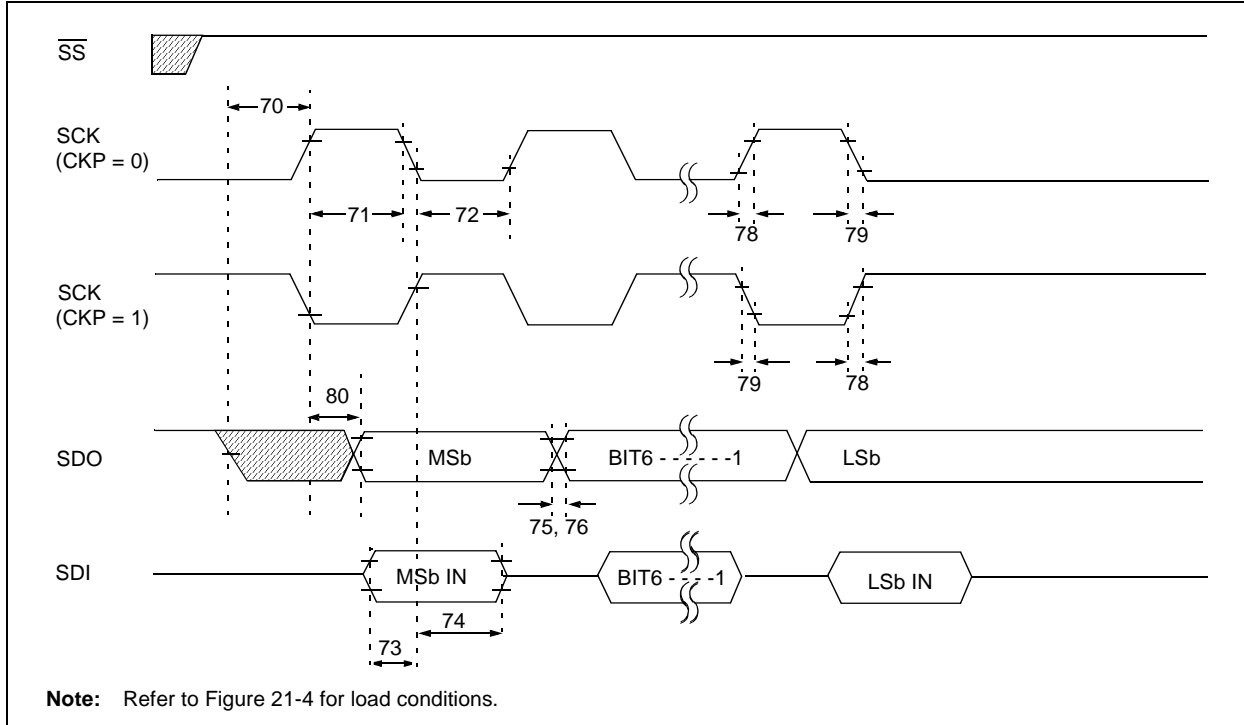 SS
70
SCK
(CKP = 0)
71
72
78
79
SCK
(CKP = 1)
79
78
80
SDO
MSb
BIT6 - - - - - -1
LSb
75, 76
SDI
MSb IN
BIT6 - - - - -1
LSb IN
74
73
Note: Refer to Figure 21-4 for load conditions.